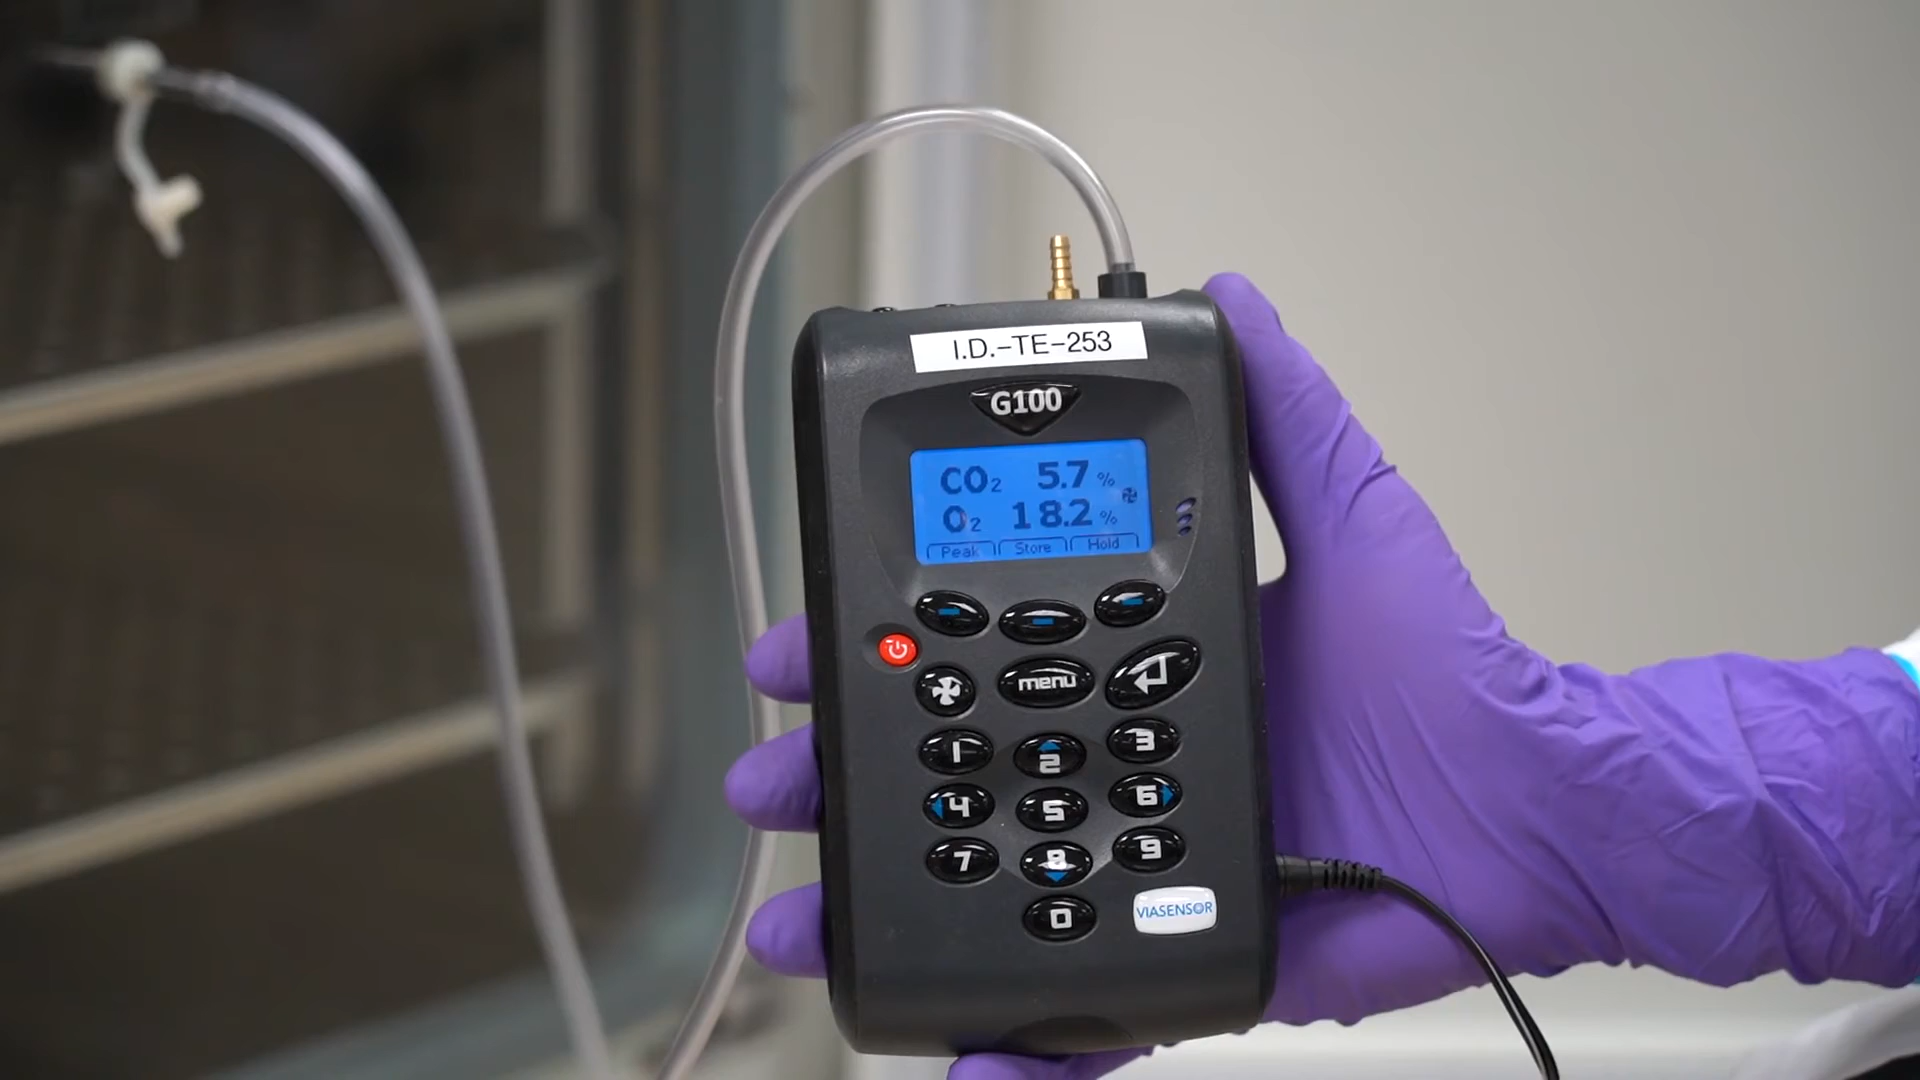 I.D.-TE-253
G100
CO₂ 5.7 %
O₂ 18.2 %
Peak Store Hold
menu
1 2 3
4 5 6
7 8 9
0
VIASENSOR